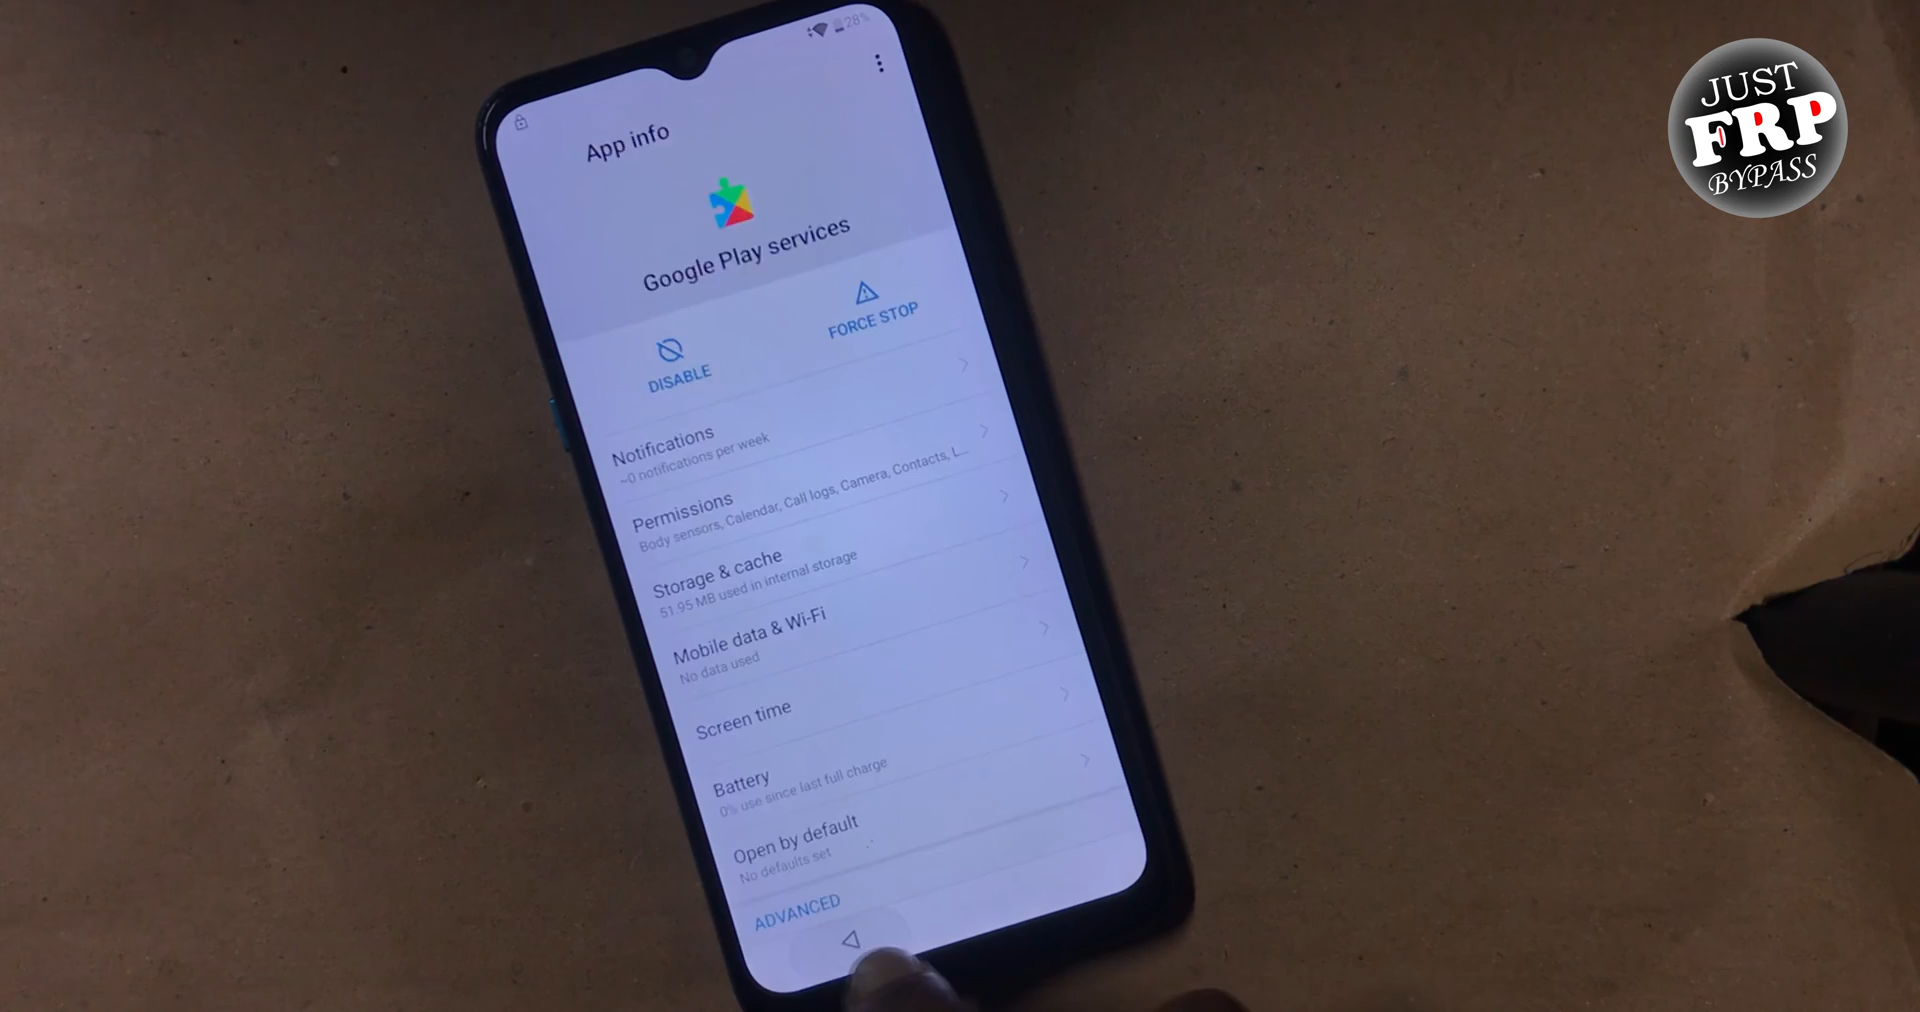 28%
App info
Google Play services
DISABLE
FORCE STOP
Notifications
~0 notifications per week
Permissions
Body sensors, Calendar, Call logs, Camera, Contacts, L...
Storage & cache
51.95 MB used in internal storage
Mobile data & Wi-Fi
No data used
Screen time
Battery
0% use since last full charge
Open by default
No defaults set
ADVANCED
JUST
FRP
BYPASS